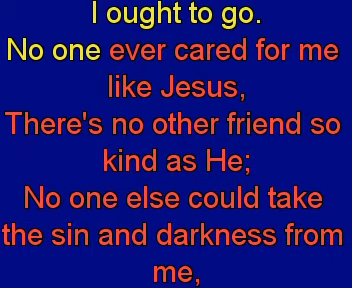 I ought to go.
No one ever cared for me
like Jesus,
There's no other friend so
kind as He;
No one else could take
the sin and darkness from
me,